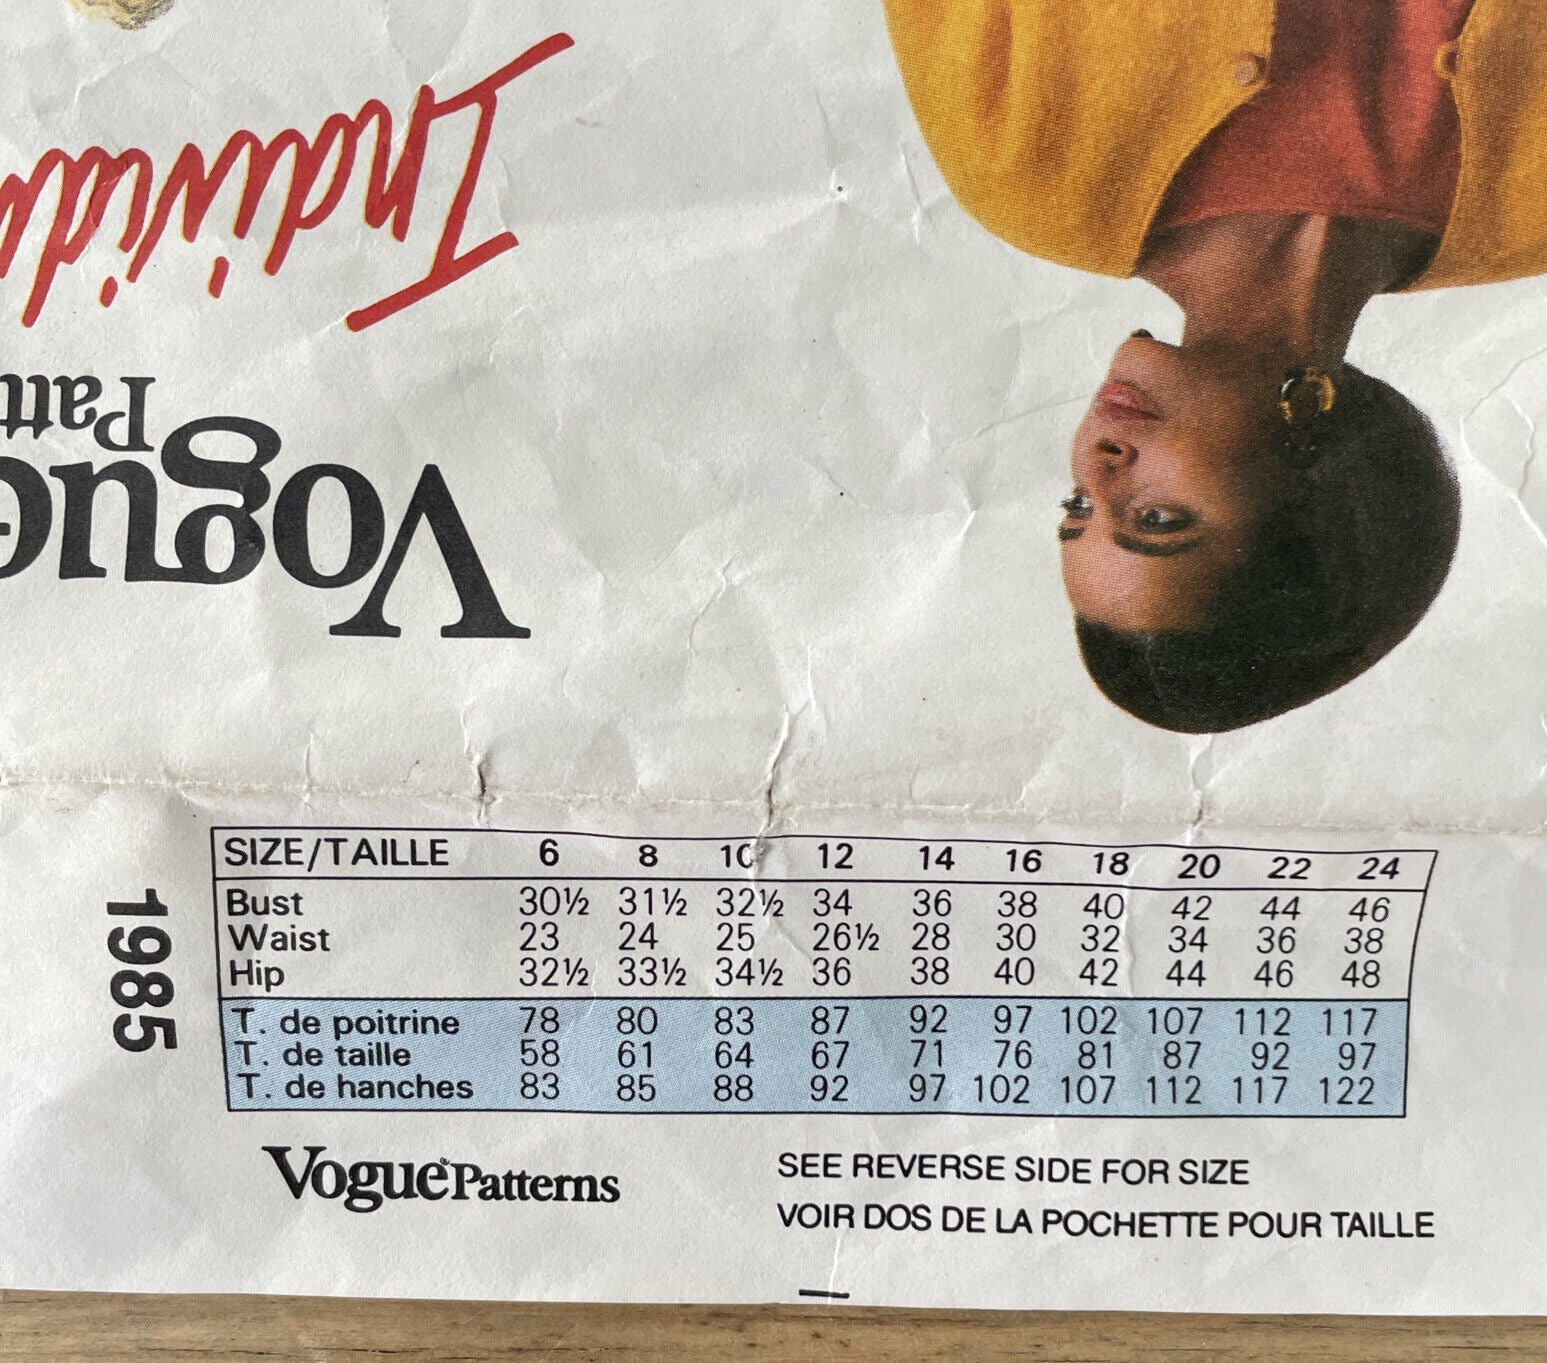 Individ
Vogue
Patt
1985
SIZE/TAILLE 6 8 10 12 14 16 18 20 22 24
Bust 30½ 31½ 32½ 34 36 38 40 42 44 46
Waist 23 24 25 26½ 28 30 32 34 36 38
Hip 32½ 33½ 34½ 36 38 40 42 44 46 48
T. de poitrine 78 80 83 87 92 97 102 107 112 117
T. de taille 58 61 64 67 71 76 81 87 92 97
T. de hanches 83 85 88 92 97 102 107 112 117 122
Vogue Patterns
SEE REVERSE SIDE FOR SIZE
VOIR DOS DE LA POCHETTE POUR TAILLE